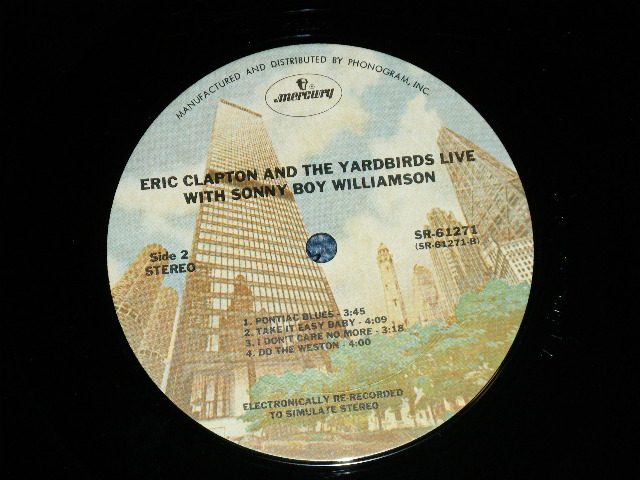 MANUFACTURED AND DISTRIBUTED BY PHONOGRAM, INC.
mercury
ERIC CLAPTON AND THE YARDBIRDS LIVE
WITH SONNY BOY WILLIAMSON
Side 2
STEREO
SR-61271
(SR-61271-B)
1. PONTIAC BLUES - 3:45
2. TAKE IT EASY BABY - 4:09
3. I DON'T CARE NO MORE - 3:18
4. DO THE WESTON - 4:00
ELECTRONICALLY RE-RECORDED
TO SIMULATE STEREO